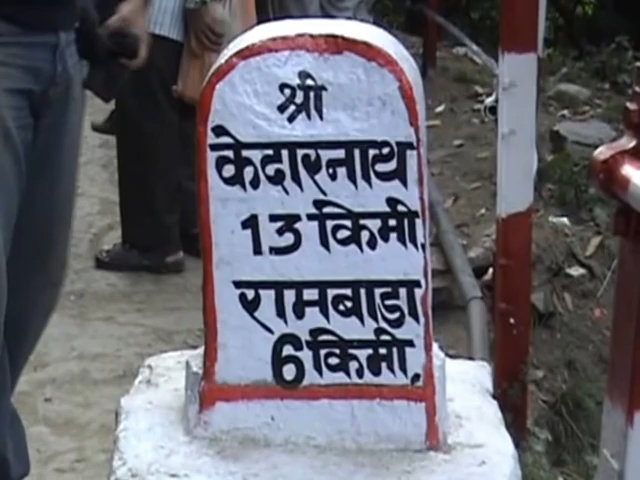 श्री
केदारनाथ
13 किमी.
रामबाडा
6 किमी.